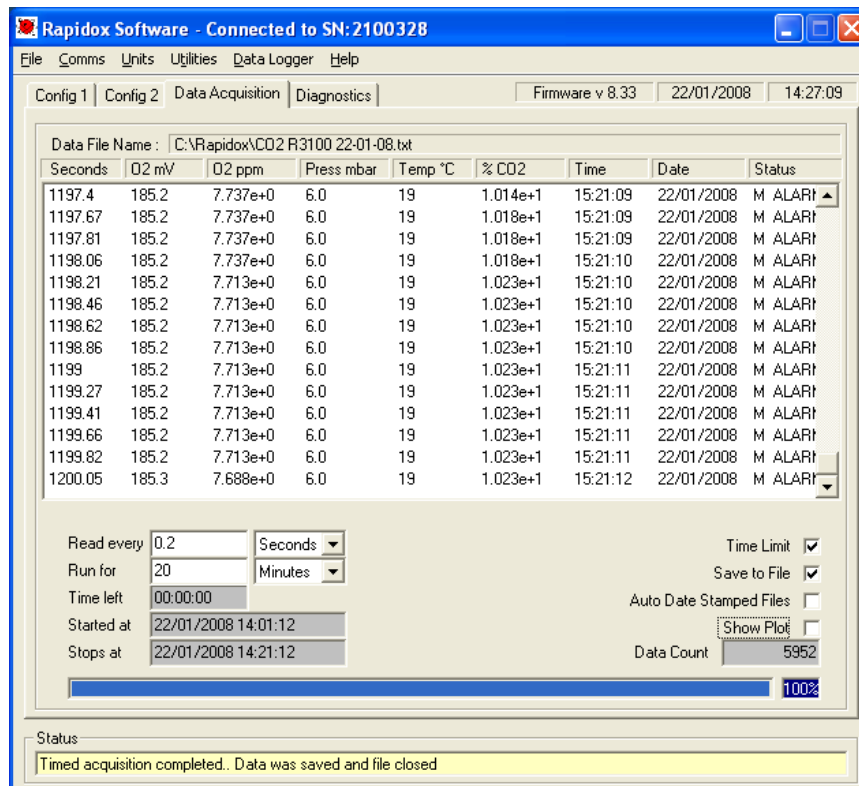 Rapidox Software - Connected to SN:2100328
File Comms Units Utilities Data Logger Help
Config 1 Config 2 Data Acquisition Diagnostics Firmware v 8.33 22/01/2008 14:27:09
Data File Name : C:\Rapidox\CO2 R3100 22-01-08.txt
Seconds O2 mV O2 ppm Press mbar Temp °C % CO2 Time Date Status
1197.4 185.2 7.737e+0 6.0 19 1.014e+1 15:21:09 22/01/2008 M ALARM
1197.67 185.2 7.737e+0 6.0 19 1.018e+1 15:21:09 22/01/2008 M ALARM
1197.81 185.2 7.737e+0 6.0 19 1.018e+1 15:21:09 22/01/2008 M ALARM
1198.06 185.2 7.737e+0 6.0 19 1.018e+1 15:21:10 22/01/2008 M ALARM
1198.21 185.2 7.713e+0 6.0 19 1.023e+1 15:21:10 22/01/2008 M ALARM
1198.46 185.2 7.713e+0 6.0 19 1.023e+1 15:21:10 22/01/2008 M ALARM
1198.62 185.2 7.713e+0 6.0 19 1.023e+1 15:21:10 22/01/2008 M ALARM
1198.86 185.2 7.713e+0 6.0 19 1.023e+1 15:21:10 22/01/2008 M ALARM
1199 185.2 7.713e+0 6.0 19 1.023e+1 15:21:11 22/01/2008 M ALARM
1199.27 185.2 7.713e+0 6.0 19 1.023e+1 15:21:11 22/01/2008 M ALARM
1199.41 185.2 7.713e+0 6.0 19 1.023e+1 15:21:11 22/01/2008 M ALARM
1199.66 185.2 7.713e+0 6.0 19 1.023e+1 15:21:11 22/01/2008 M ALARM
1199.82 185.2 7.713e+0 6.0 19 1.023e+1 15:21:11 22/01/2008 M ALARM
1200.05 185.3 7.688e+0 6.0 19 1.023e+1 15:21:12 22/01/2008 M ALARM
Read every 0.2 Seconds Time Limit
Run for 20 Minutes Save to File
Time left 00:00:00 Auto Date Stamped Files
Started at 22/01/2008 14:01:12 Show Plot
Stops at 22/01/2008 14:21:12 Data Count 5952
100%
Status
Timed acquisition completed.. Data was saved and file closed